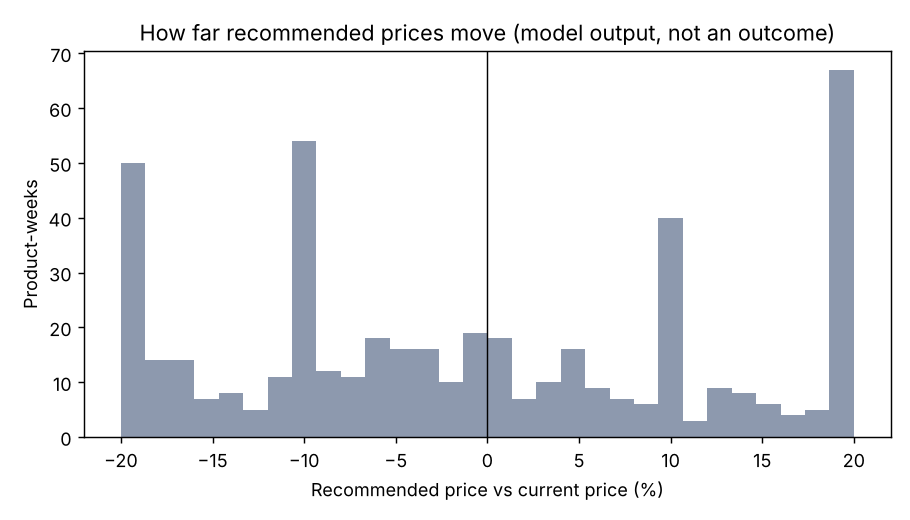 How far recommended prices move (model output, not an outcome)
70
60
50
40
30
20
10
0
Product-weeks
−20 −15 −10 −5 0 5 10 15 20
Recommended price vs current price (%)